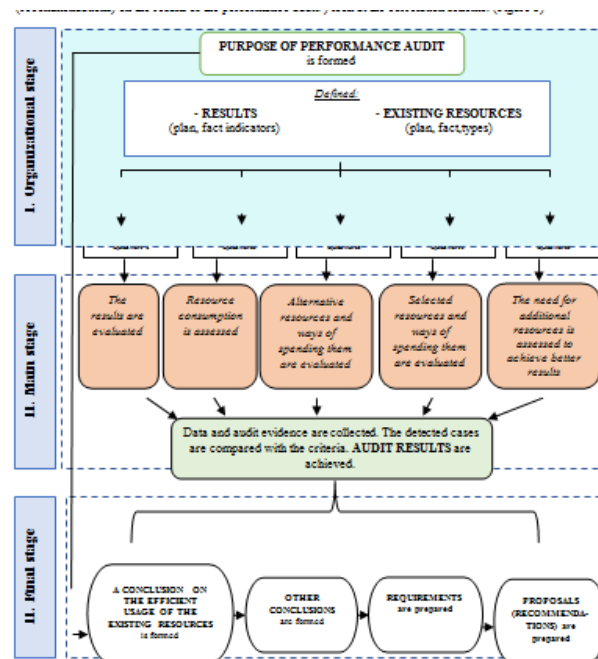 PURPOSE OF PERFORMANCE AUDIT
is formed
Defined:
- RESULTS
(plan, fact indicators)
- EXISTING RESOURCES
(plan, fact,types)
I. Organizational stage
II. Main stage
The
results are
evaluated
Resource
consumption
is assessed
Alternative
resources and
ways of
spending them
are evaluated
Selected
resources and
ways of
spending them
are evaluated
The need for
additional
resources is
assessed to
achieve better
results
Data and audit evidence are collected. The detected cases
are compared with the criteria. AUDIT RESULTS are
achieved.
II. Final stage
A CONCLUSION ON
THE EFFICIENT
USAGE OF THE
EXISTING RESOURCES
is formed
OTHER
CONCLUSIONS
are formed
REQUIREMENTS
are prepared
PROPOSALS
(RECOMMENDA-
TIONS) are
prepared